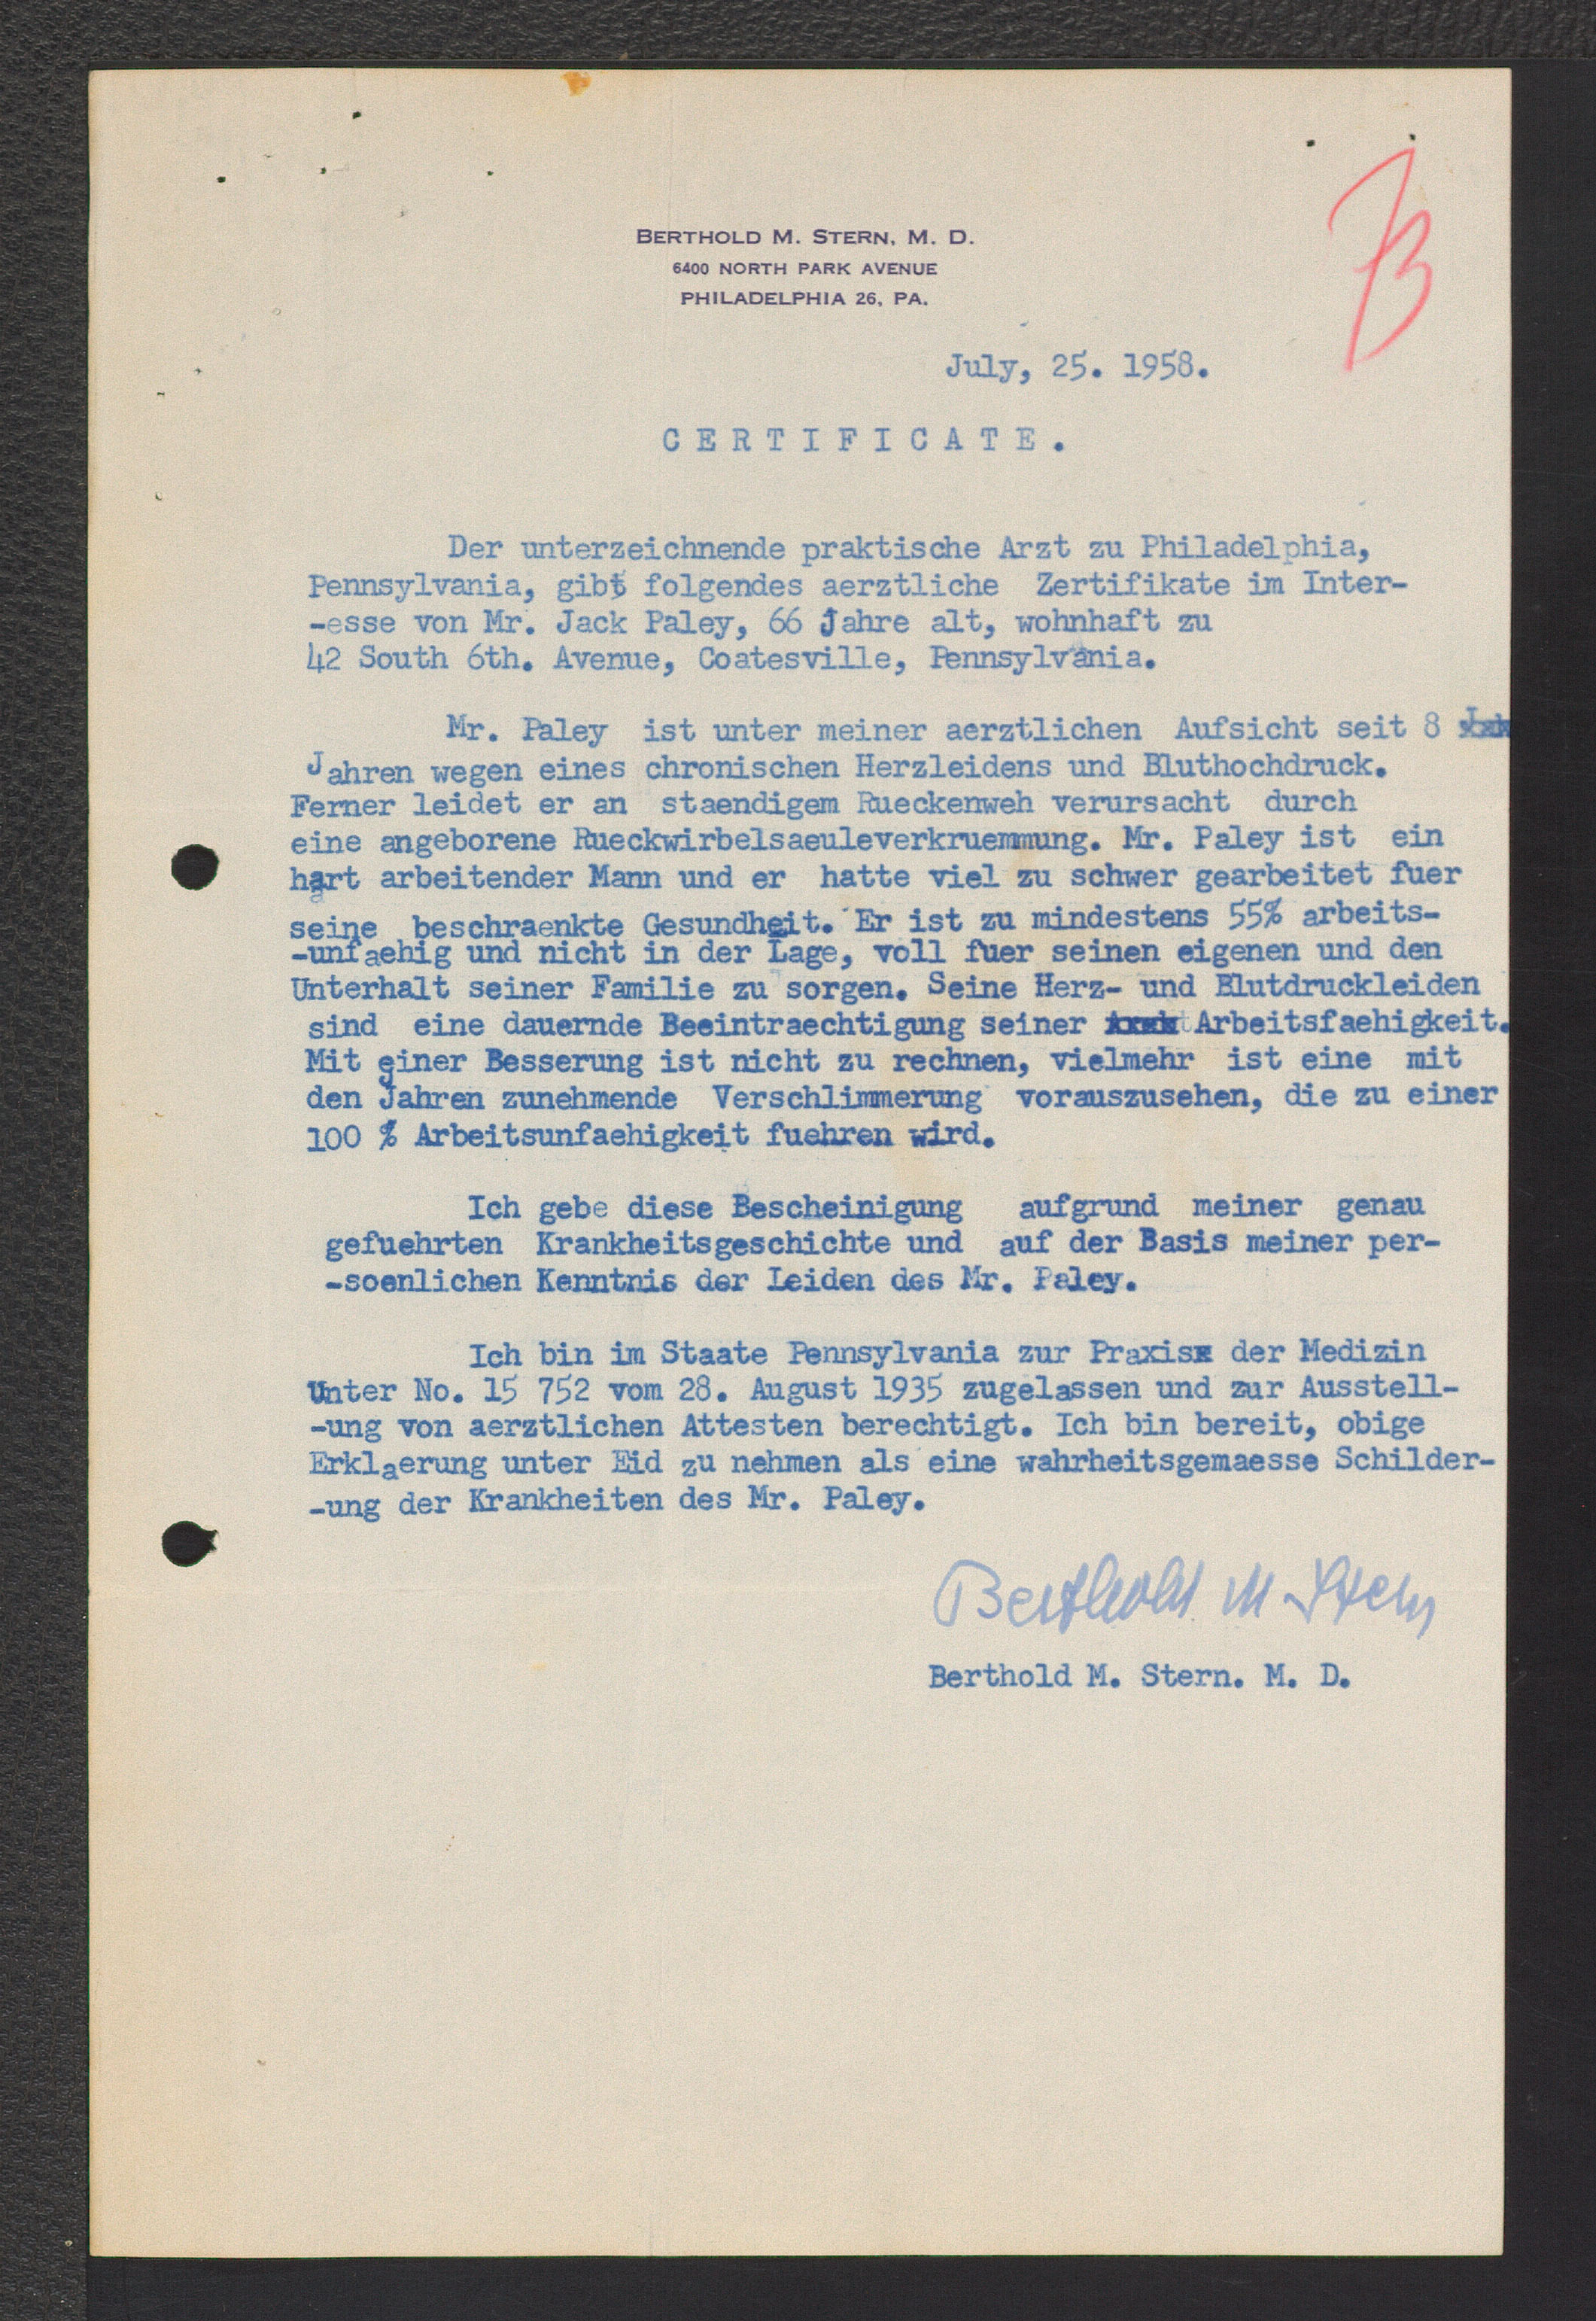 B
BERTHOLD M. STERN, M. D.
6400 NORTH PARK AVENUE
PHILADELPHIA 26, PA.
July, 25. 1958.
C E R T I F I C A T E .
Der unterzeichnende praktische Arzt zu Philadelphia,
Pennsylvania, gibt folgendes aerztliche Zertifikate im Inter-
-esse von Mr. Jack Paley, 66 Jahre alt, wohnhaft zu
42 South 6th. Avenue, Coatesville, Pennsylvania.
Mr. Paley ist unter meiner aerztlichen Aufsicht seit 8
Jahren wegen eines chronischen Herzleidens und Bluthochdruck.
Ferner leidet er an staendigem Rueckenweh verursacht durch
eine angeborene Rueckwirbelsaeuleverkruemmung. Mr. Paley ist ein
hart arbeitender Mann und er hatte viel zu schwer gearbeitet fuer
seine beschraenkte Gesundheit. Er ist zu mindestens 55% arbeits-
-unfaehig und nicht in der Lage, voll fuer seinen eigenen und den
Unterhalt seiner Familie zu sorgen. Seine Herz- und Blutdruckleiden
sind eine dauernde Beeintraechtigung seiner Arbeitsfaehigkeit.
Mit einer Besserung ist nicht zu rechnen, vielmehr ist eine mit
den Jahren zunehmende Verschlimmerung vorauszusehen, die zu einer
100 % Arbeitsunfaehigkeit fuehren wird.
Ich gebe diese Bescheinigung aufgrund meiner genau
gefuehrten Krankheitsgeschichte und auf der Basis meiner per-
-soenlichen Kenntnis der Leiden des Mr. Paley.
Ich bin im Staate Pennsylvania zur Praxis der Medizin
Unter No. 15 752 vom 28. August 1935 zugelassen und zur Ausstell-
-ung von aerztlichen Attesten berechtigt. Ich bin bereit, obige
Erklaerung unter Eid zu nehmen als eine wahrheitsgemaesse Schilder-
-ung der Krankheiten des Mr. Paley.
Berthold M Stern
Berthold M. Stern. M. D.